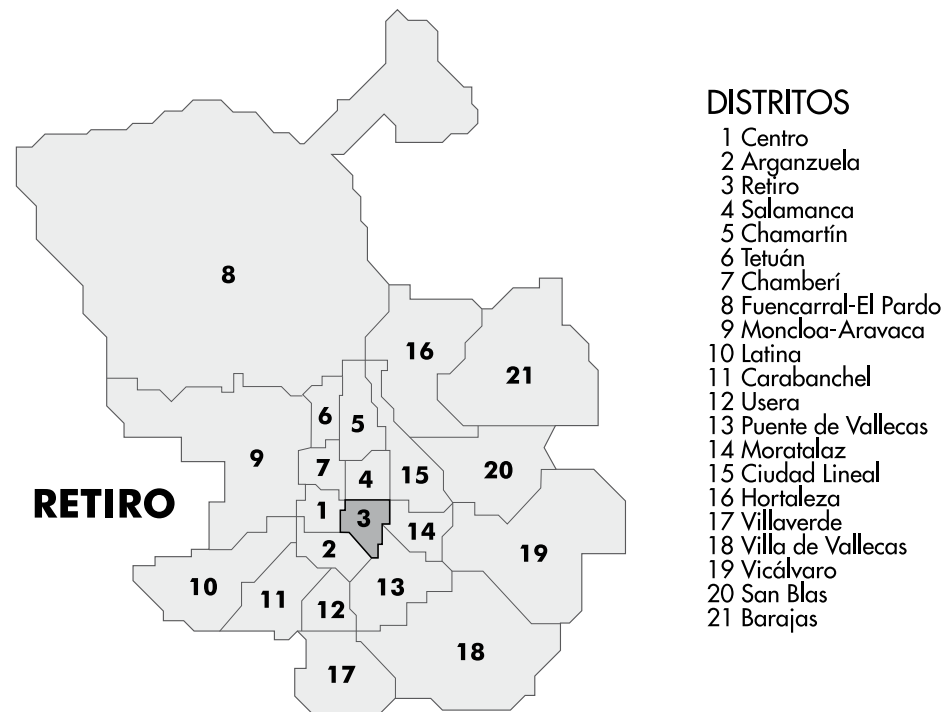 8
16
21
6
5
9
7
4
15
20
RETIRO
1
3
14
2
19
10
11
12
13
17
18
DISTRITOS
1 Centro
2 Arganzuela
3 Retiro
4 Salamanca
5 Chamartín
6 Tetuán
7 Chamberí
8 Fuencarral-El Pardo
9 Moncloa-Aravaca
10 Latina
11 Carabanchel
12 Usera
13 Puente de Vallecas
14 Moratalaz
15 Ciudad Lineal
16 Hortaleza
17 Villaverde
18 Villa de Vallecas
19 Vicálvaro
20 San Blas
21 Barajas